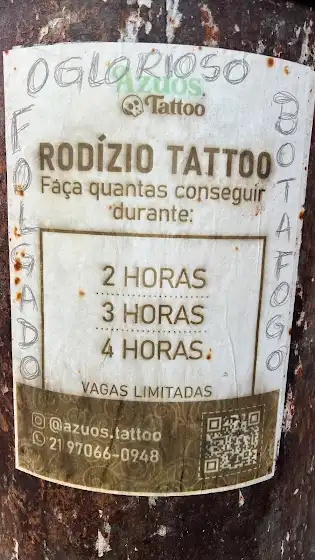 OGLORIOSO
Azuos.
Tattoo
FOLGADO
BOTAFOGO
RODÍZIO TATTOO
Faça quantas conseguir
durante:
2 HORAS
3 HORAS
4 HORAS.
VAGAS LIMITADAS
@azuos.tattoo
21 97066-0948